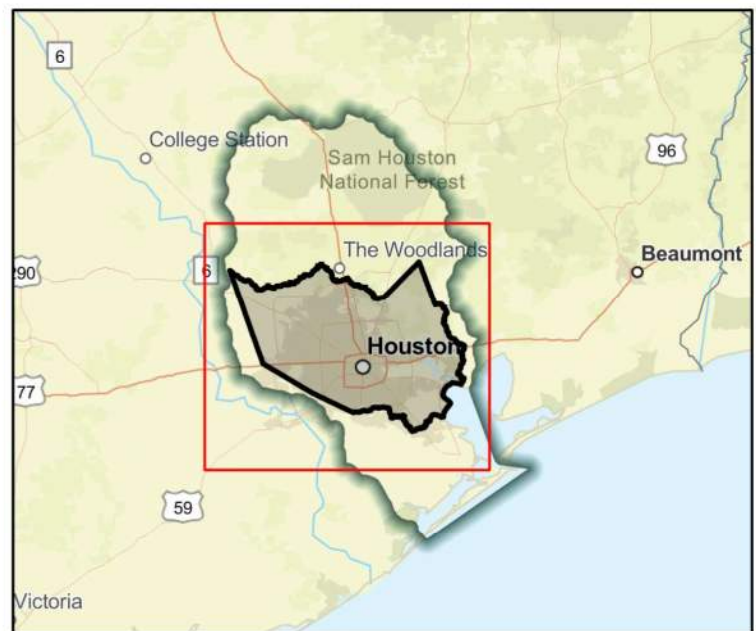 6
College Station
Sam Houston
National Forest
96
The Woodlands
290
6
Beaumont
Houston
77
59
Victoria